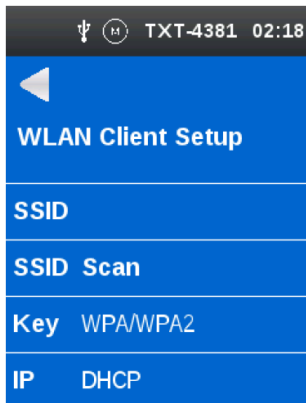 M TXT-4381 02:18
WLAN Client Setup
SSID
SSID Scan
Key WPA/WPA2
IP DHCP